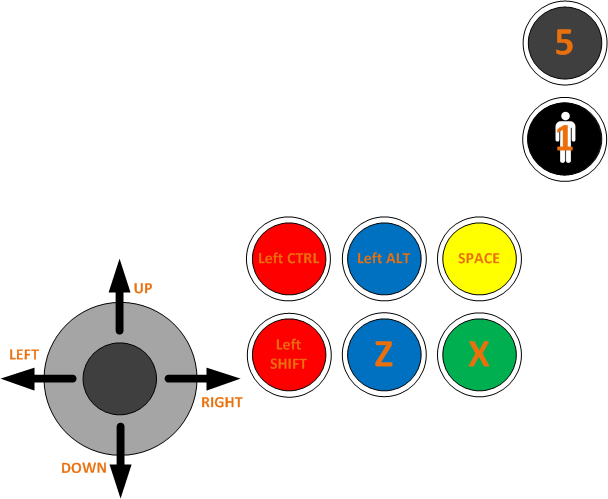 5
1
Left CTRL
Left ALT
SPACE
UP
Left
SHIFT
Z
X
LEFT
RIGHT
DOWN